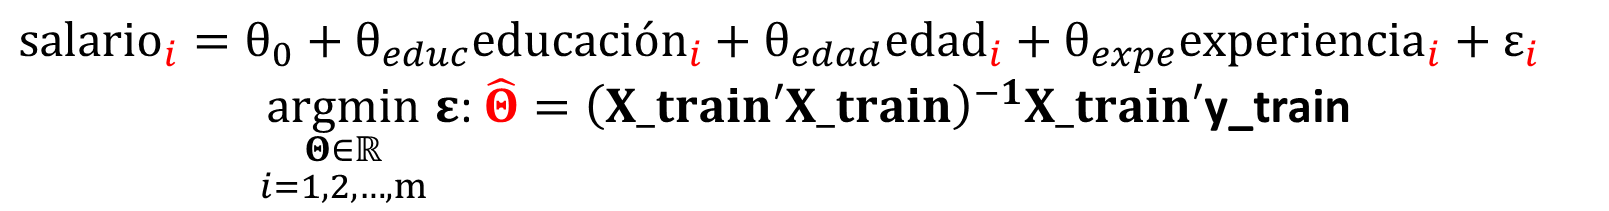 salarioᵢ = θ₀ + θ_educ educaciónᵢ + θ_edad edadᵢ + θ_expe experienciaᵢ + εᵢ
argmin ε: Θ̂ = (X_train′X_train)⁻¹X_train′y_train
Θ∈ℝ
i=1,2,…,m